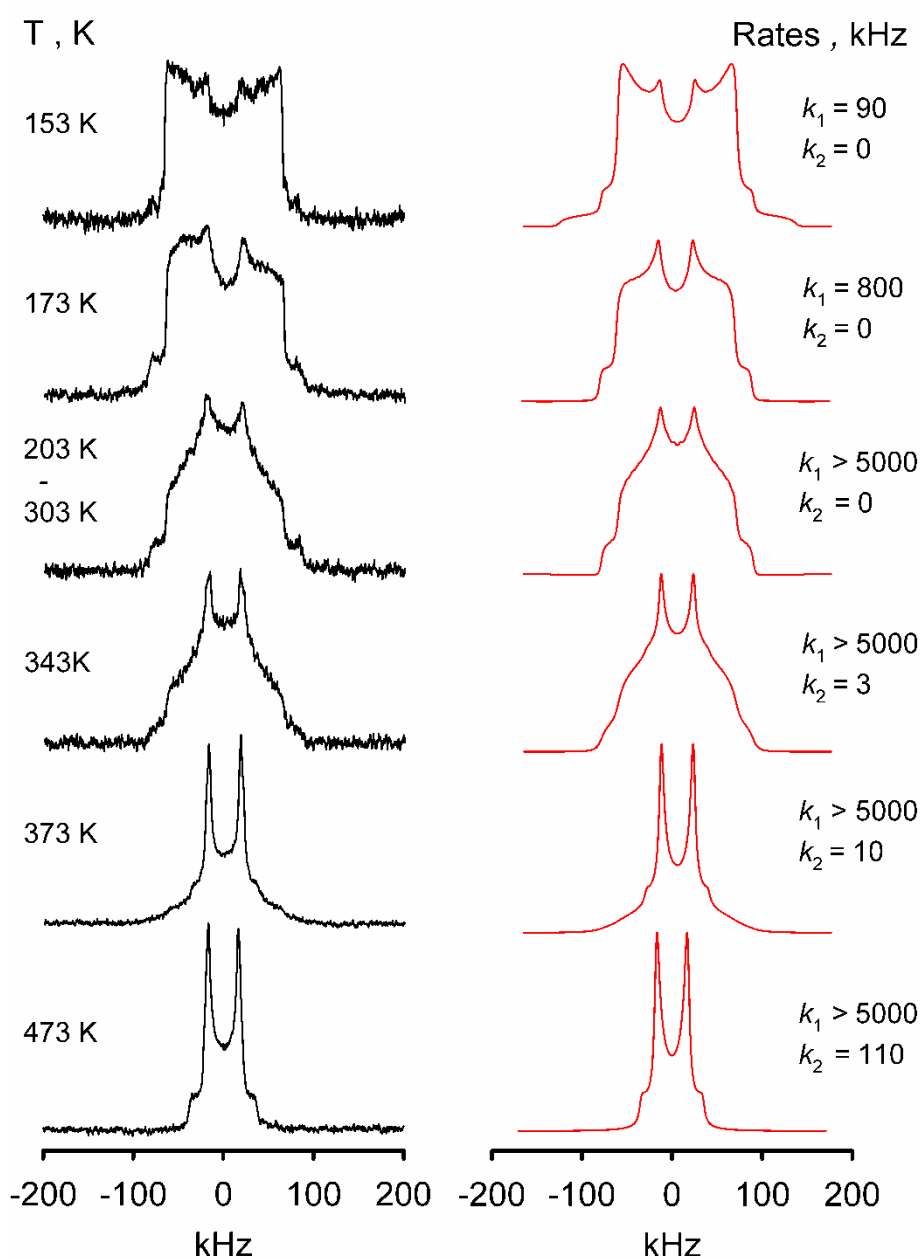 T , K
Rates , kHz
153 K
k₁ = 90
k₂ = 0
173 K
k₁ = 800
k₂ = 0
203 K
-
303 K
k₁ > 5000
k₂ = 0
343K
k₁ > 5000
k₂ = 3
373 K
k₁ > 5000
k₂ = 10
473 K
k₁ > 5000
k₂ = 110
-200 -100 0 100 200
-200 -100 0 100 200
kHz
kHz